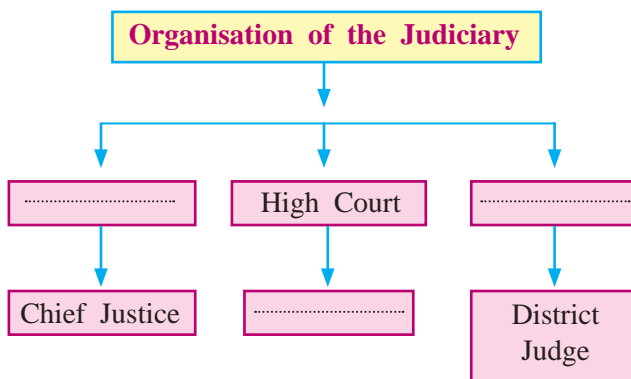 Organisation of the Judiciary
High Court
Chief Justice
District
Judge